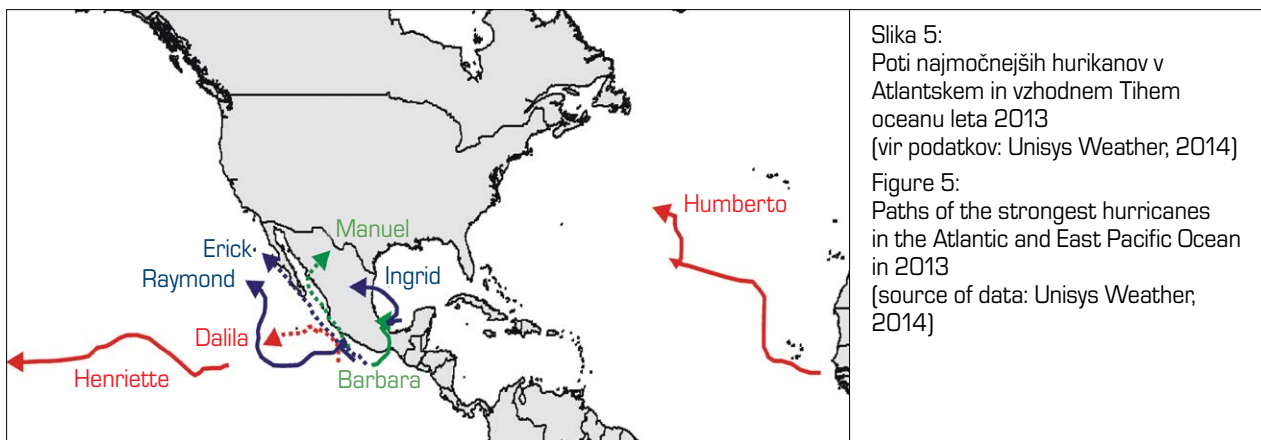 Manuel
Erick
Raymond
Ingrid
Humberto
Dalila
Henriette
Barbara
Slika 5:
Poti najmočnejših hurikanov v
Atlantskem in vzhodnem Tihem
oceanu leta 2013
(vir podatkov: Unisys Weather, 2014)
Figure 5:
Paths of the strongest hurricanes
in the Atlantic and East Pacific Ocean
in 2013
(source of data: Unisys Weather,
2014)